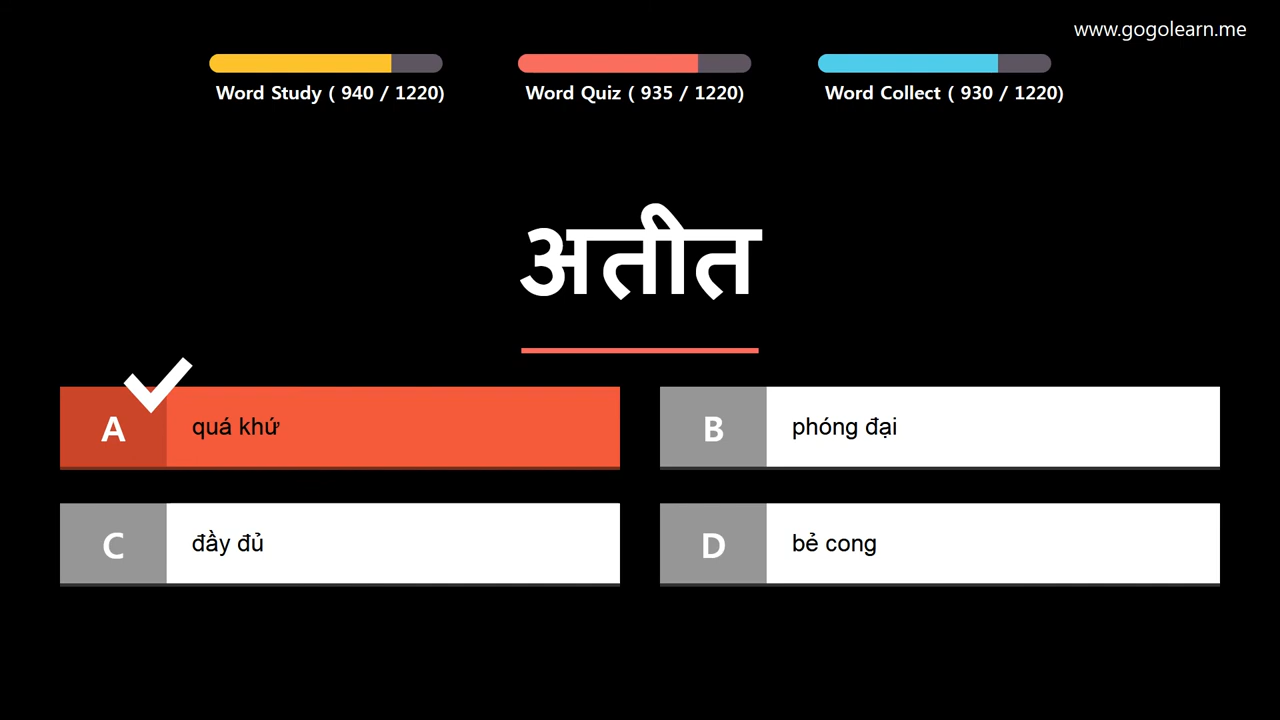 www.gogolearn.me
Word Study ( 940 / 1220)
Word Quiz ( 935 / 1220)
Word Collect ( 930 / 1220)
अतीत
A
quá khứ
B
phóng đại
C
đầy đủ
D
bẻ cong